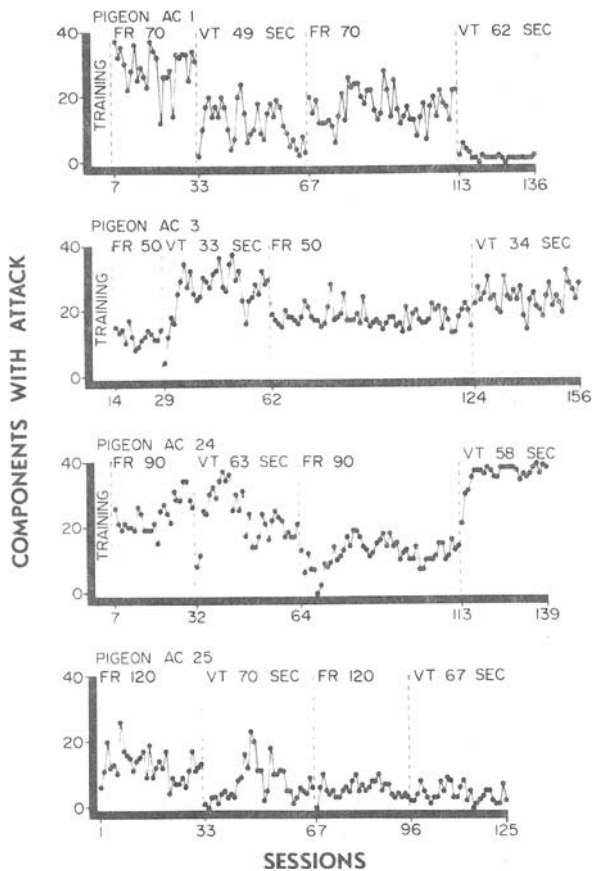 PIGEON AC 1
FR 70 VT 49 SEC FR 70 VT 62 SEC
40
20
0
TRAINING
7 33 67 113 136
PIGEON AC 3
FR 50 VT 33 SEC FR 50 VT 34 SEC
40
20
0
TRAINING
14 29 62 124 156
PIGEON AC 24
FR 90 VT 63 SEC FR 90 VT 58 SEC
40
20
0
TRAINING
7 32 64 113 139
PIGEON AC 25
FR 120 VT 70 SEC FR 120 VT 67 SEC
40
20
0
1 33 67 96 125
COMPONENTS WITH ATTACK
SESSIONS